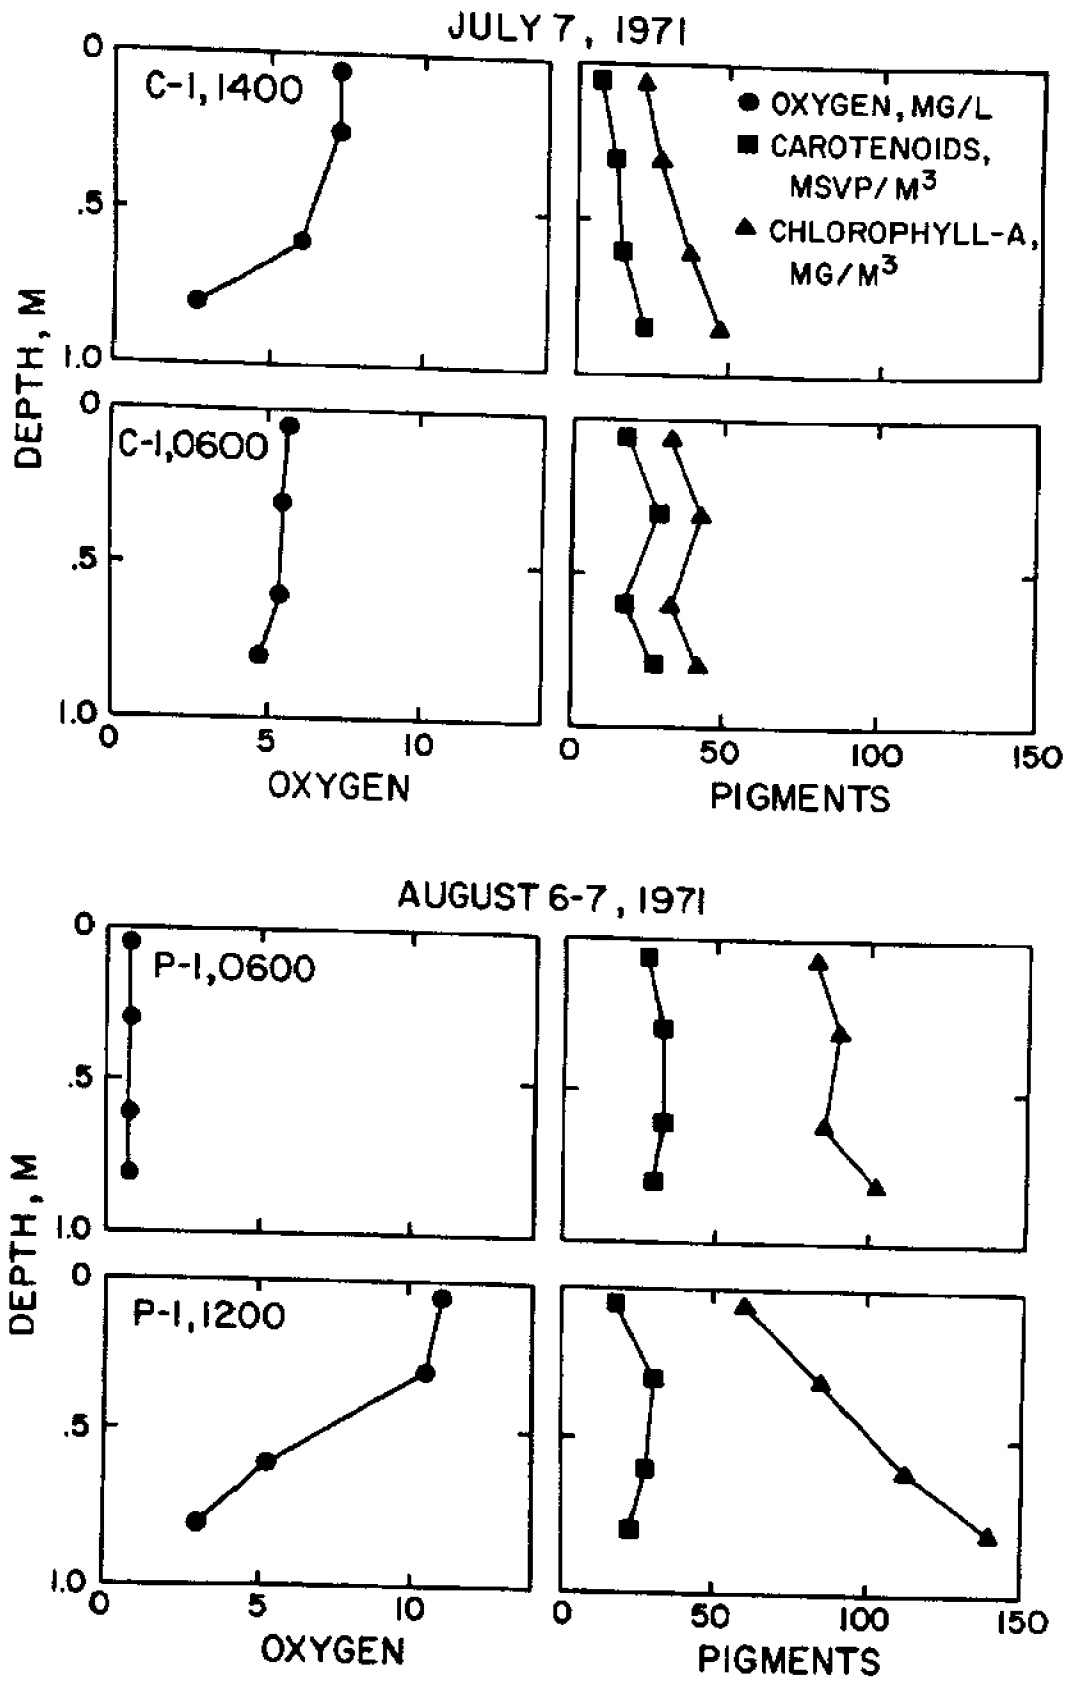 JULY 7, 1971
0
C-1, 1400
.5
1.0
● OXYGEN, MG/L
■ CAROTENOIDS,
MSVP/M³
▲ CHLOROPHYLL-A,
MG/M³
DEPTH, M
0
C-1,0600
.5
1.0
0 5 10
OXYGEN
0 50 100 150
PIGMENTS
AUGUST 6-7, 1971
0
P-1,0600
.5
1.0
DEPTH, M
0
P-1,1200
.5
1.0
0 5 10
OXYGEN
0 50 100 150
PIGMENTS